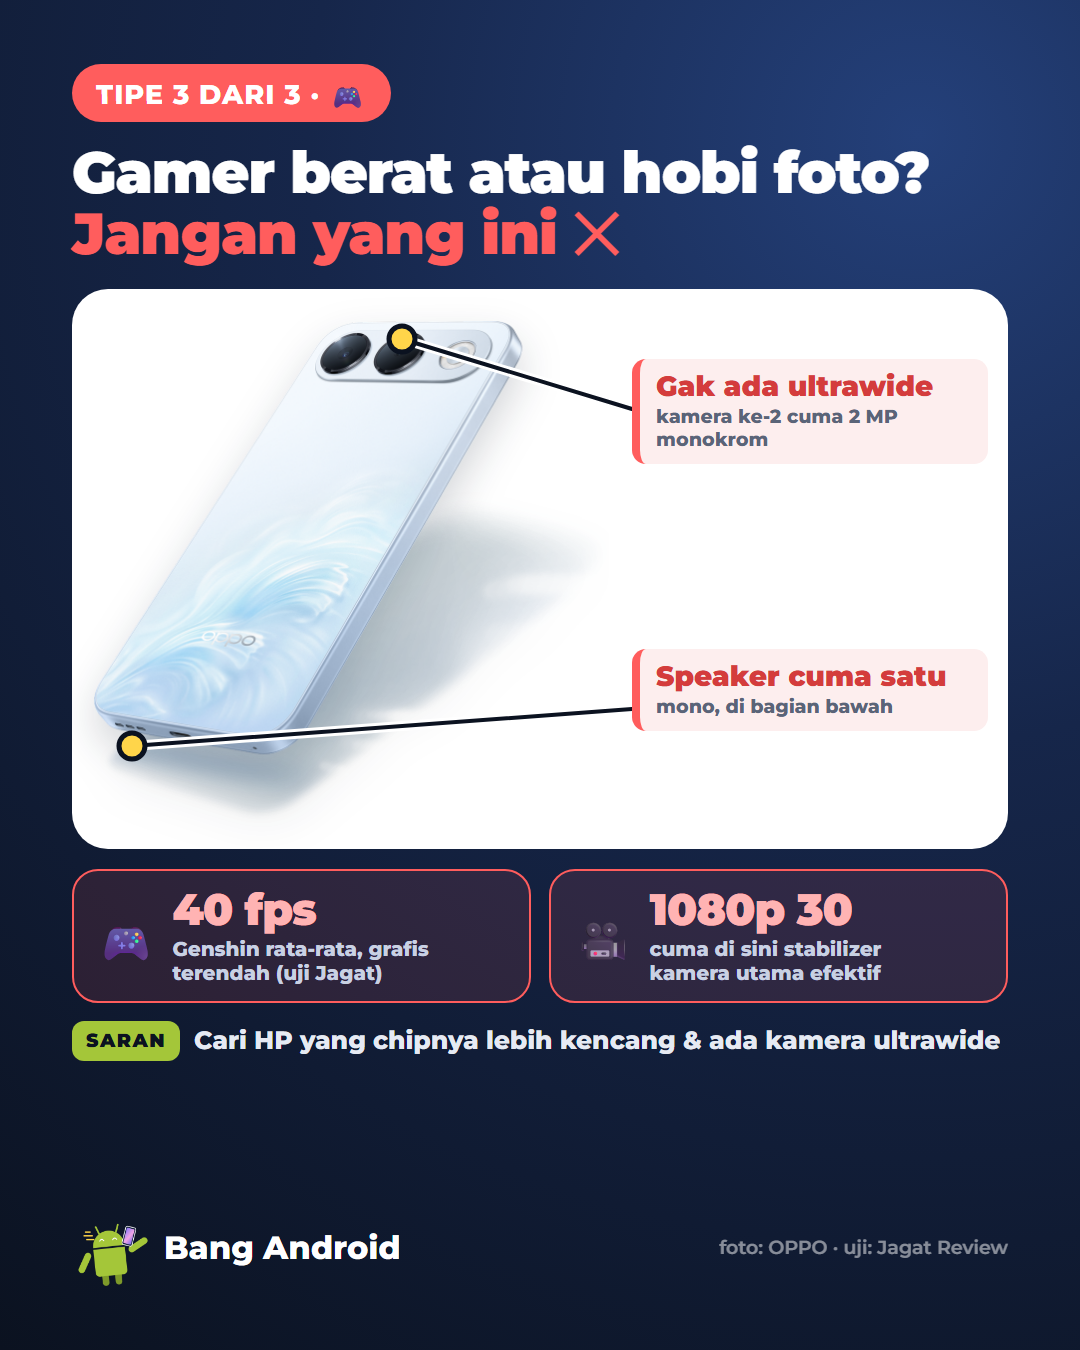 TIPE 3 DARI 3 • 🎮
Gamer berat atau hobi foto?
Jangan yang ini ✕
Gak ada ultrawide
kamera ke-2 cuma 2 MP
monokrom
oppo
Speaker cuma satu
mono, di bagian bawah
40 fps
Genshin rata-rata, grafis
terendah (uji Jagat)
1080p 30
cuma di sini stabilizer
kamera utama efektif
SARAN Cari HP yang chipnya lebih kencang & ada kamera ultrawide
Bang Android
foto: OPPO · uji: Jagat Review